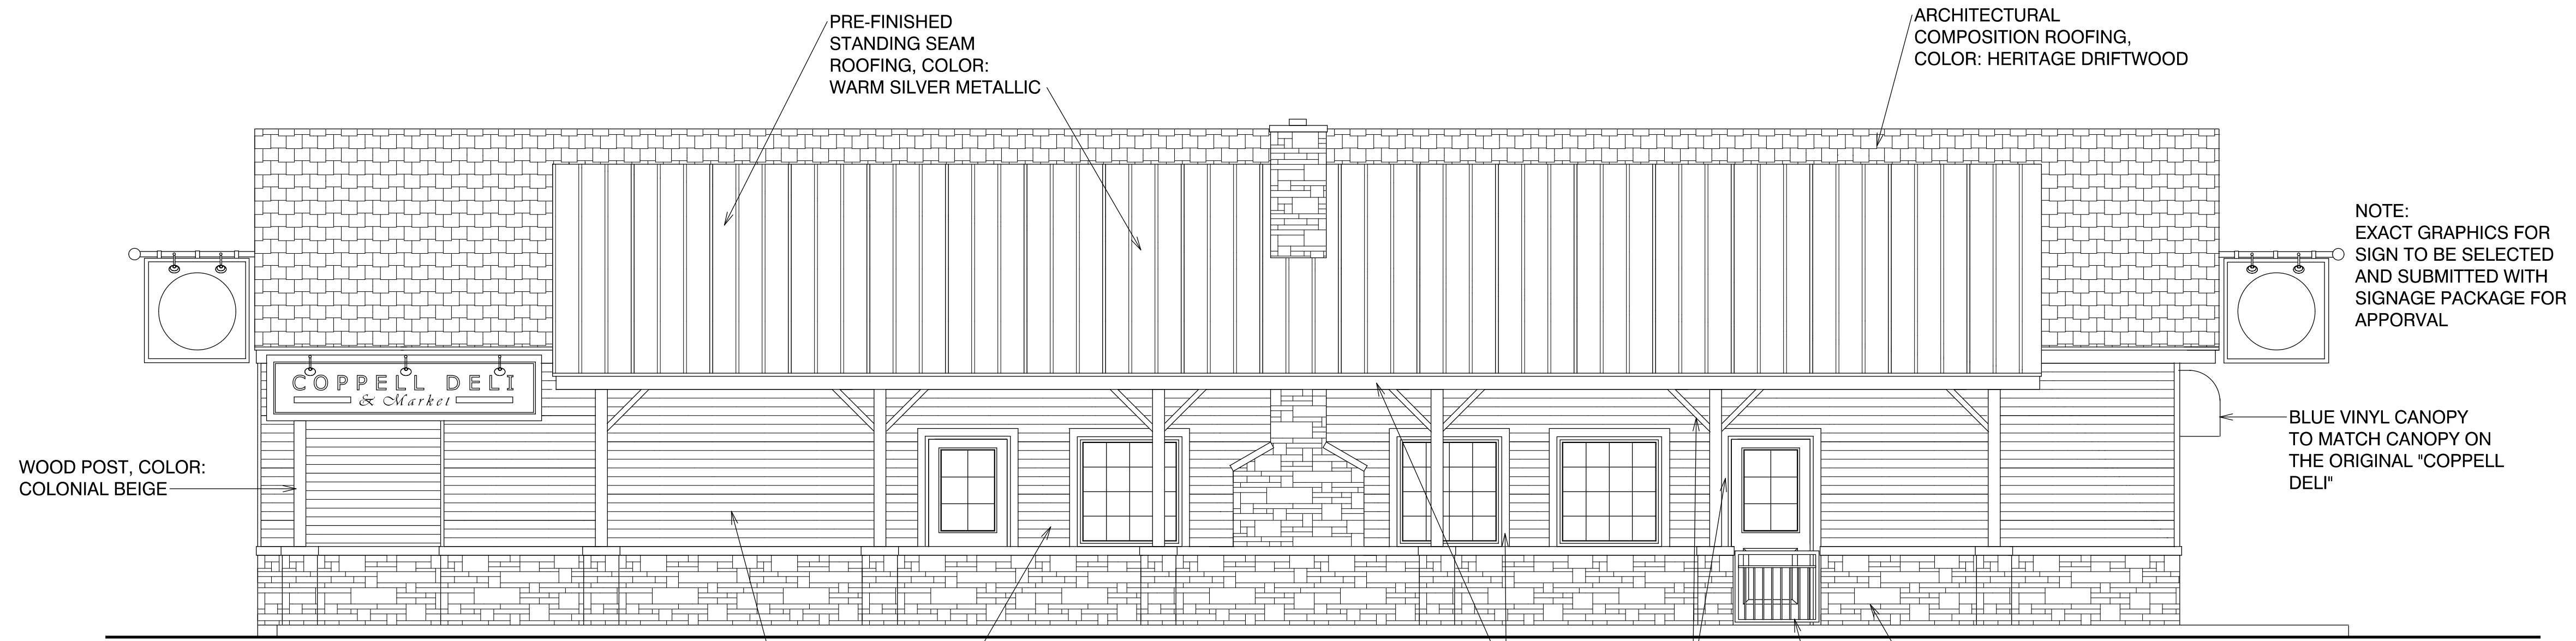 PRE-FINISHED
STANDING SEAM
ROOFING, COLOR:
WARM SILVER METALLIC
ARCHITECTURAL
COMPOSITION ROOFING,
COLOR: HERITAGE DRIFTWOOD
NOTE:
EXACT GRAPHICS FOR
SIGN TO BE SELECTED
AND SUBMITTED WITH
SIGNAGE PACKAGE FOR
APPORVAL
COPPELL DELI
& Market
BLUE VINYL CANOPY
TO MATCH CANOPY ON
THE ORIGINAL "COPPELL
DELI"
WOOD POST, COLOR:
COLONIAL BEIGE